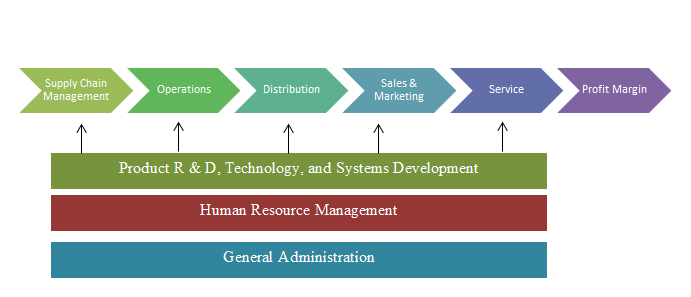 Supply Chain
Management
Operations
Distribution
Sales &
Marketing
Service
Profit Margin
Product R & D, Technology, and Systems Development
Human Resource Management
General Administration